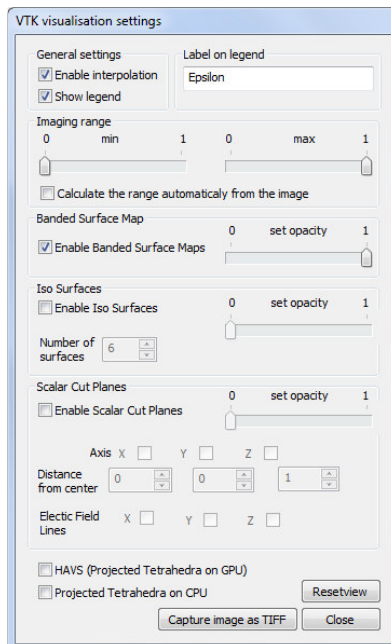 VTK visualisation settings
General settings
Enable interpolation
Show legend
Label on legend
Epsilon
Imaging range
0 min 1
0 max 1
Calculate the range automaticaly from the image
Banded Surface Map
Enable Banded Surface Maps
0 set opacity 1
Iso Surfaces
Enable Iso Surfaces
0 set opacity 1
Number of
surfaces
6
Scalar Cut Planes
Enable Scalar Cut Planes
0 set opacity 1
Axis X Y Z
Distance
from center
0 0 1
Electic Field
Lines
X Y Z
HAVS (Projected Tetrahedra on GPU)
Projected Tetrahedra on CPU
Resetview
Capture image as TIFF
Close